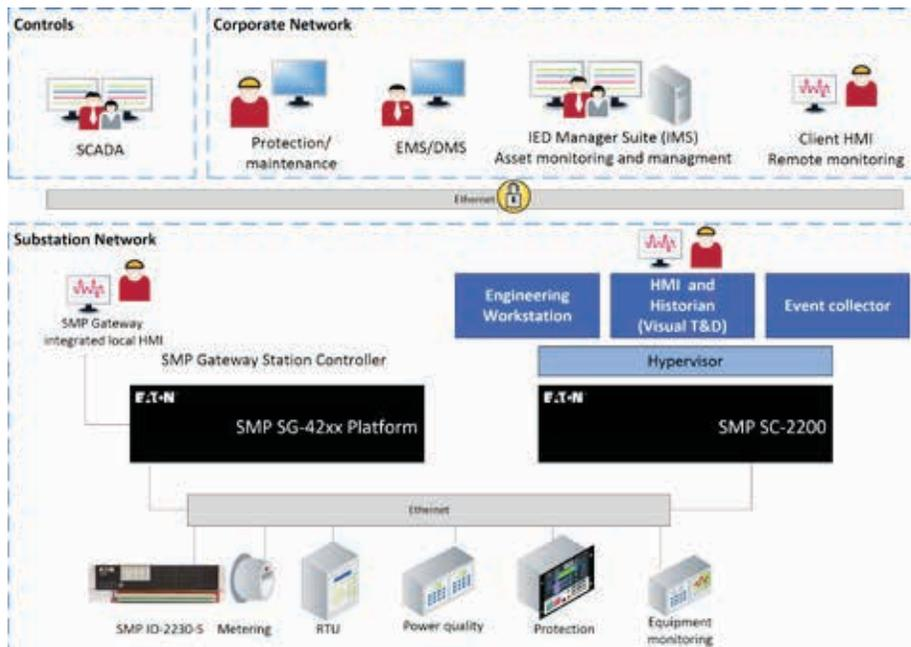 Controls
Corporate Network
SCADA
Protection/
maintenance
EMS/DMS
IED Manager Suite (IMS)
Asset monitoring and managment
Client HMI
Remote monitoring
Ethernet
Substation Network
SMP Gateway
integrated local HMI
Engineering
Workstation
HMI and
Historian
(Visual T&D)
Event collector
SMP Gateway Station Controller
Hypervisor
EATON
SMP SG-42xx Platform
EATON
SMP SC-2200
Ethernet
SMP IO-2230-S
Metering
RTU
Power quality
Protection
Equipment
monitoring